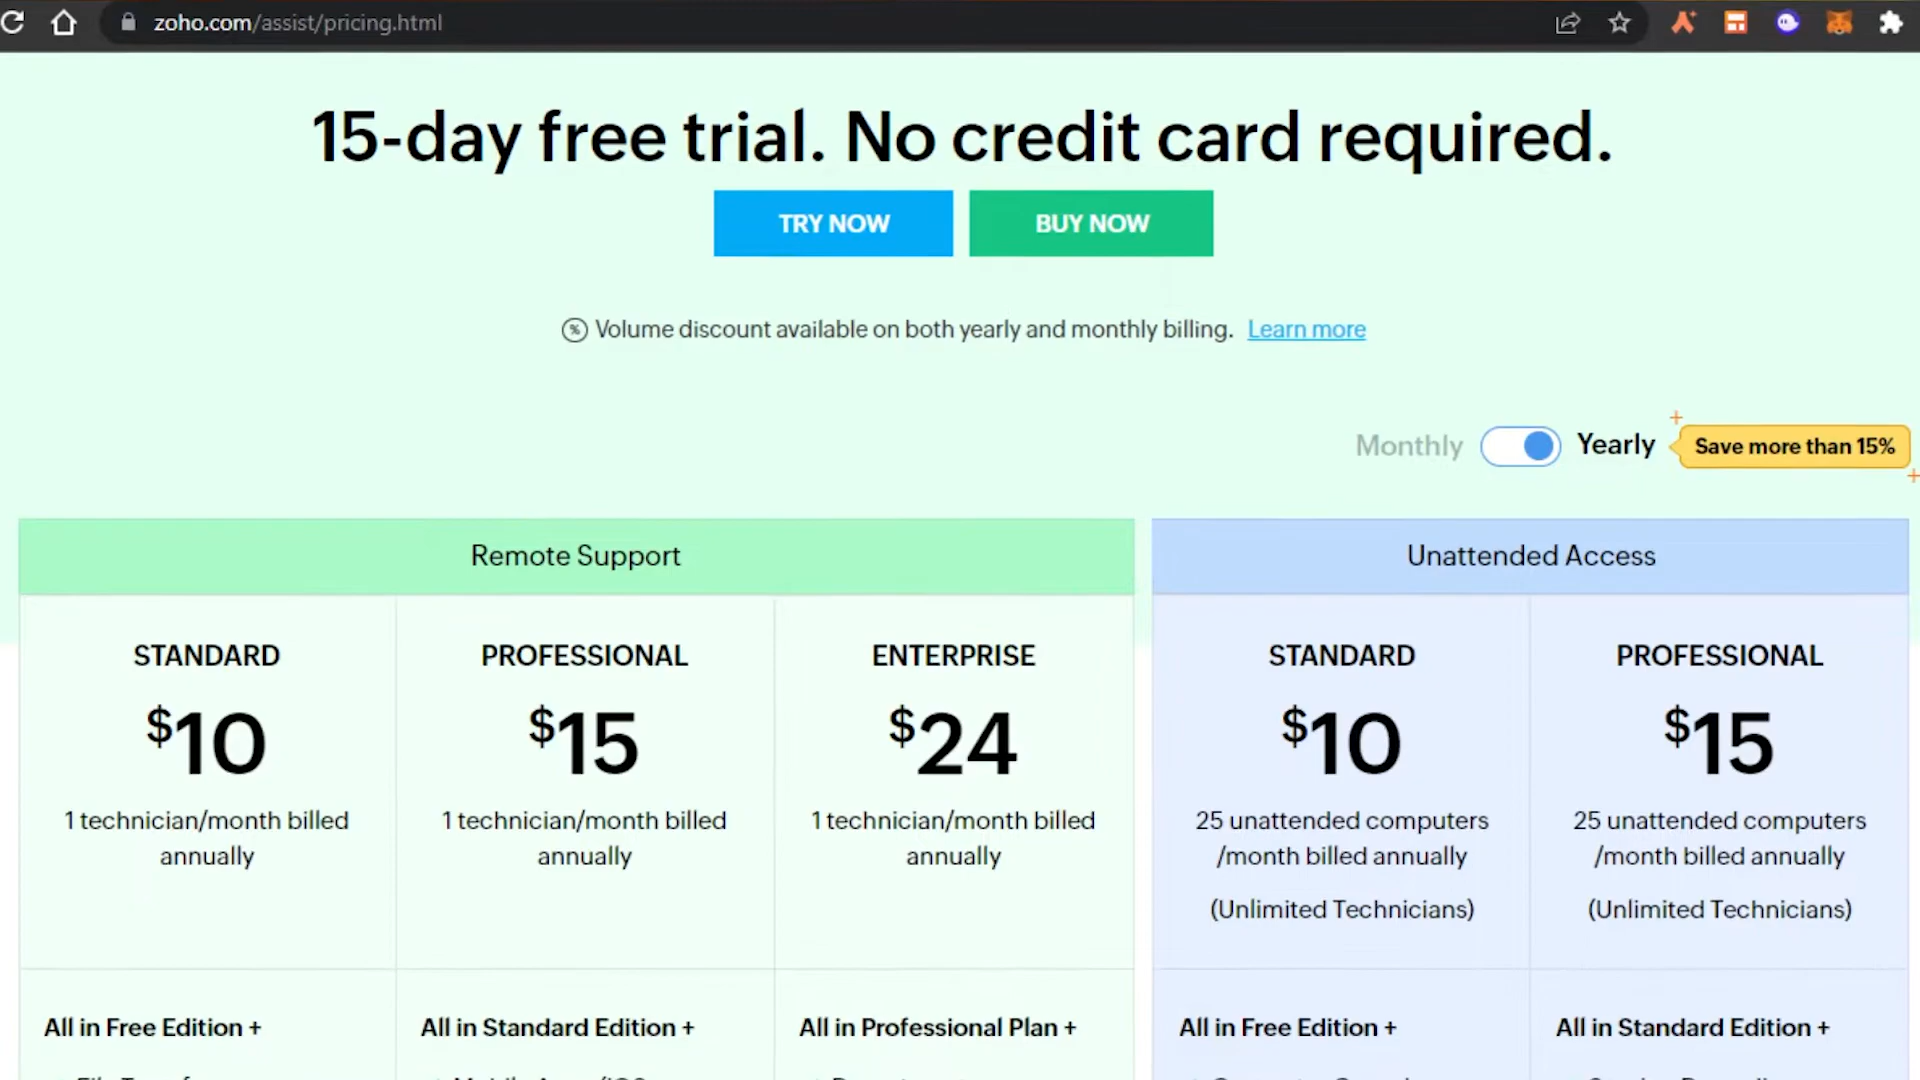 zoho.com/assist/pricing.html
15-day free trial. No credit card required.
TRY NOW
BUY NOW
Volume discount available on both yearly and monthly billing. Learn more
Monthly
Yearly
Save more than 15%
Remote Support
STANDARD
$10
1 technician/month billed
annually
All in Free Edition +
PROFESSIONAL
$15
1 technician/month billed
annually
All in Standard Edition +
ENTERPRISE
$24
1 technician/month billed
annually
All in Professional Plan +
Unattended Access
STANDARD
$10
25 unattended computers
/month billed annually
(Unlimited Technicians)
All in Free Edition +
PROFESSIONAL
$15
25 unattended computers
/month billed annually
(Unlimited Technicians)
All in Standard Edition +